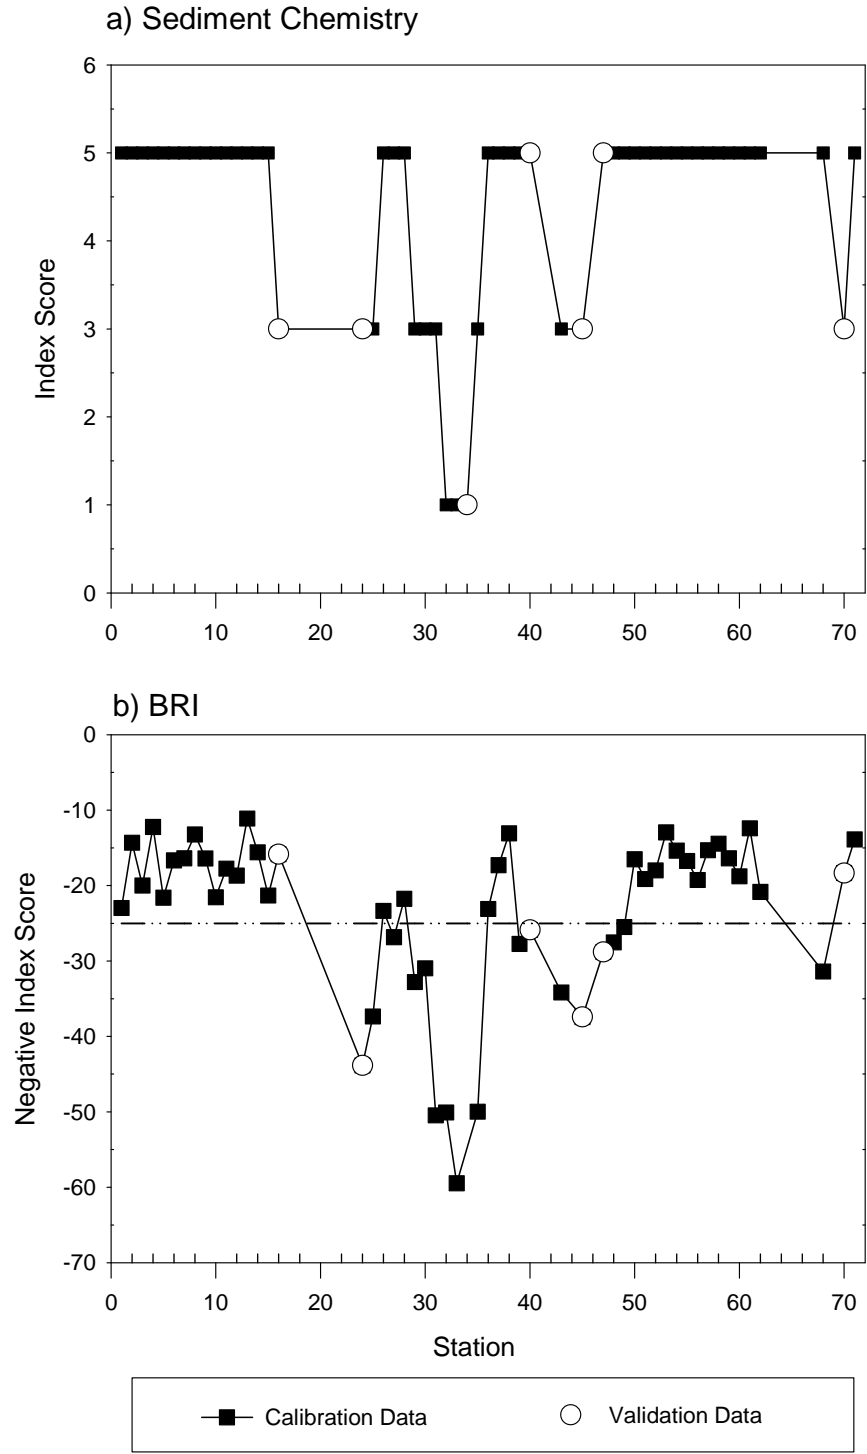 a) Sediment Chemistry
6
5
4
3
2
1
0
Index Score
0 10 20 30 40 50 60 70
b) BRI
0
-10
-20
-30
-40
-50
-60
-70
Negative Index Score
0 10 20 30 40 50 60 70
Station
Calibration Data Validation Data